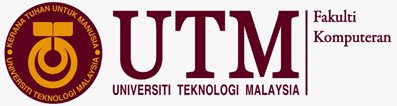 KERANA TUHAN UNTUK MANUSIA
UNIVERSITI TEKNOLOGI MALAYSIA
UTM
UNIVERSITI TEKNOLOGI MALAYSIA
Fakulti
Komputeran